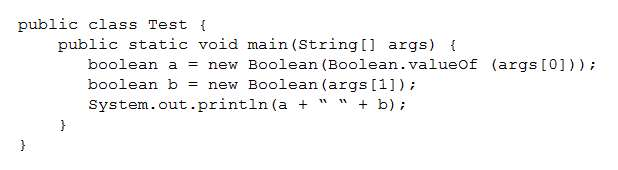 public class Test {
    public static void main(String[] args) {
       boolean a = new Boolean(Boolean.valueOf (args[0]));
       boolean b = new Boolean(args[1]);
       System.out.println(a + “ “ + b);
    }
}